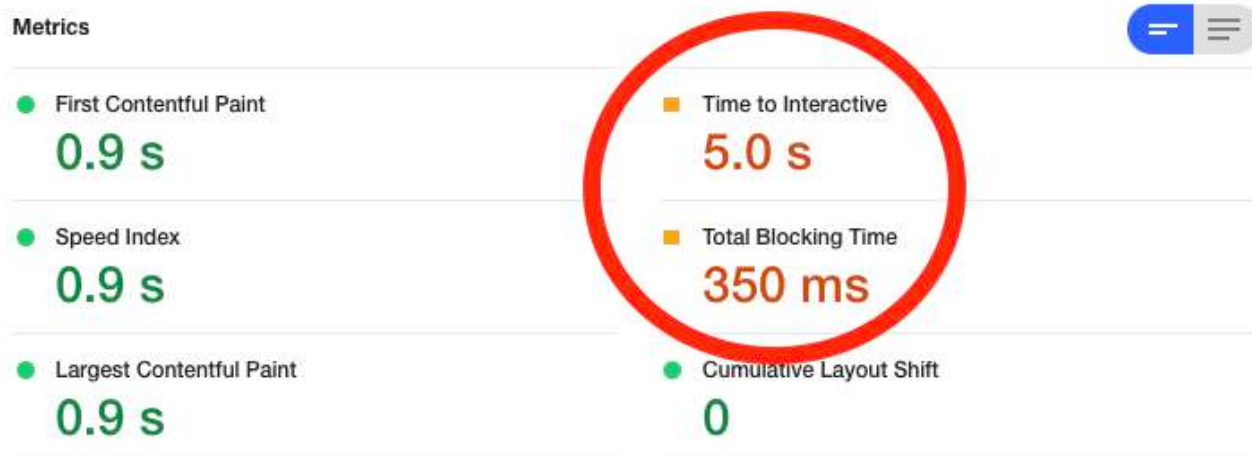 Metrics
First Contentful Paint
0.9 s
Time to Interactive
5.0 s
Speed Index
0.9 s
Total Blocking Time
350 ms
Largest Contentful Paint
0.9 s
Cumulative Layout Shift
0